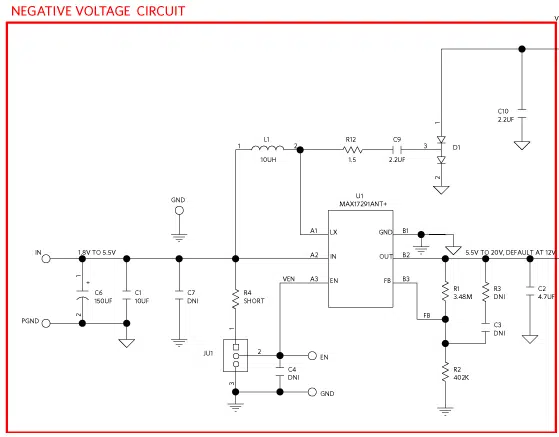 NEGATIVE VOLTAGE CIRCUIT
V
C10
2.2UF
1
L1
R12
C9
1
2
3
D1
10UH
1.5
2.2UF
2
U1
MAX17291ANT+
GND
A1
LX
GND
B1
IN
1.8V TO 5.5V
A2
IN
OUT
B2
5.5V TO 20V, DEFAULT AT 12V
VEN
A3
EN
FB
B3
1
+
C6
150UF
C1
10UF
C7
DNI
R4
SHORT
R1
3.48M
R3
DNI
C2
4.7UF
PGND
2
FB
1
C3
DNI
JU1
2
EN
C4
DNI
R2
402K
3
GND